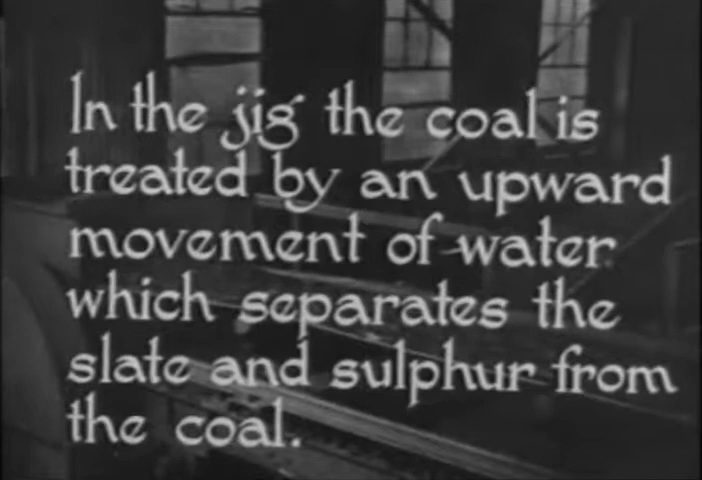 In the jig the coal is
treated by an upward
movement of water
which separates the
slate and sulphur from
the coal.